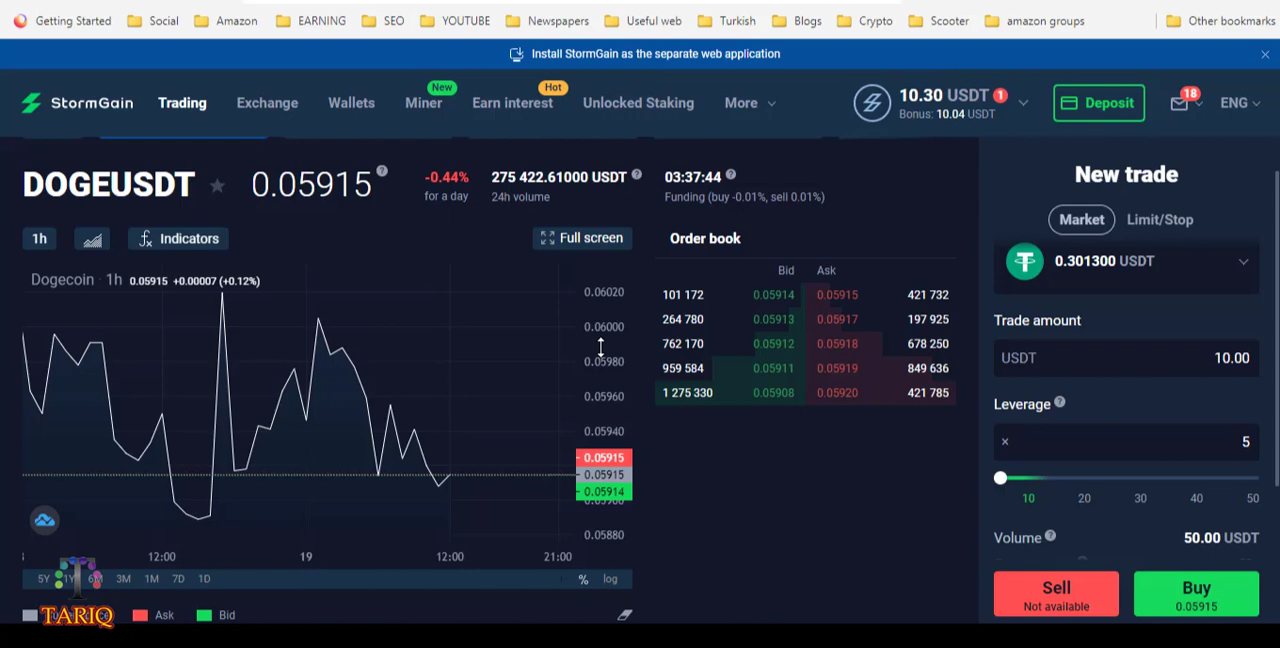 Getting Started Social Amazon EARNING SEO YOUTUBE Newspapers Useful web Turkish Blogs Crypto Scooter amazon groups Other bookmarks
Install StormGain as the separate web application
StormGain Trading Exchange Wallets Miner New Earn interest Hot Unlocked Staking More 10.30 USDT 1 Deposit 18 ENG
Bonus: 10.04 USDT
DOGEUSDT 0.05915 ? -0.44% 275 422.61000 USDT ? 03:37:44 ?
for a day 24h volume Funding (buy -0.01%, sell 0.01%)
1h Indicators Full screen
Dogecoin · 1h 0.05915 +0.00007 (+0.12%)
0.06020
0.06000
0.05980
0.05960
0.05940
0.05915
0.05915
0.05914
0.05880
12:00 19 12:00 21:00
5Y 1Y 6M 3M 1M 7D 1D % log
Ask Bid
TARIQ
Order book
Bid Ask
101 172 0.05914 0.05915 421 732
264 780 0.05913 0.05917 197 925
762 170 0.05912 0.05918 678 250
959 584 0.05911 0.05919 849 636
1 275 330 0.05908 0.05920 421 785
New trade
Market Limit/Stop
0.301300 USDT
Trade amount
USDT 10.00
Leverage ?
× 5
10 20 30 40 50
Volume ? 50.00 USDT
Sell Buy
Not available 0.05915